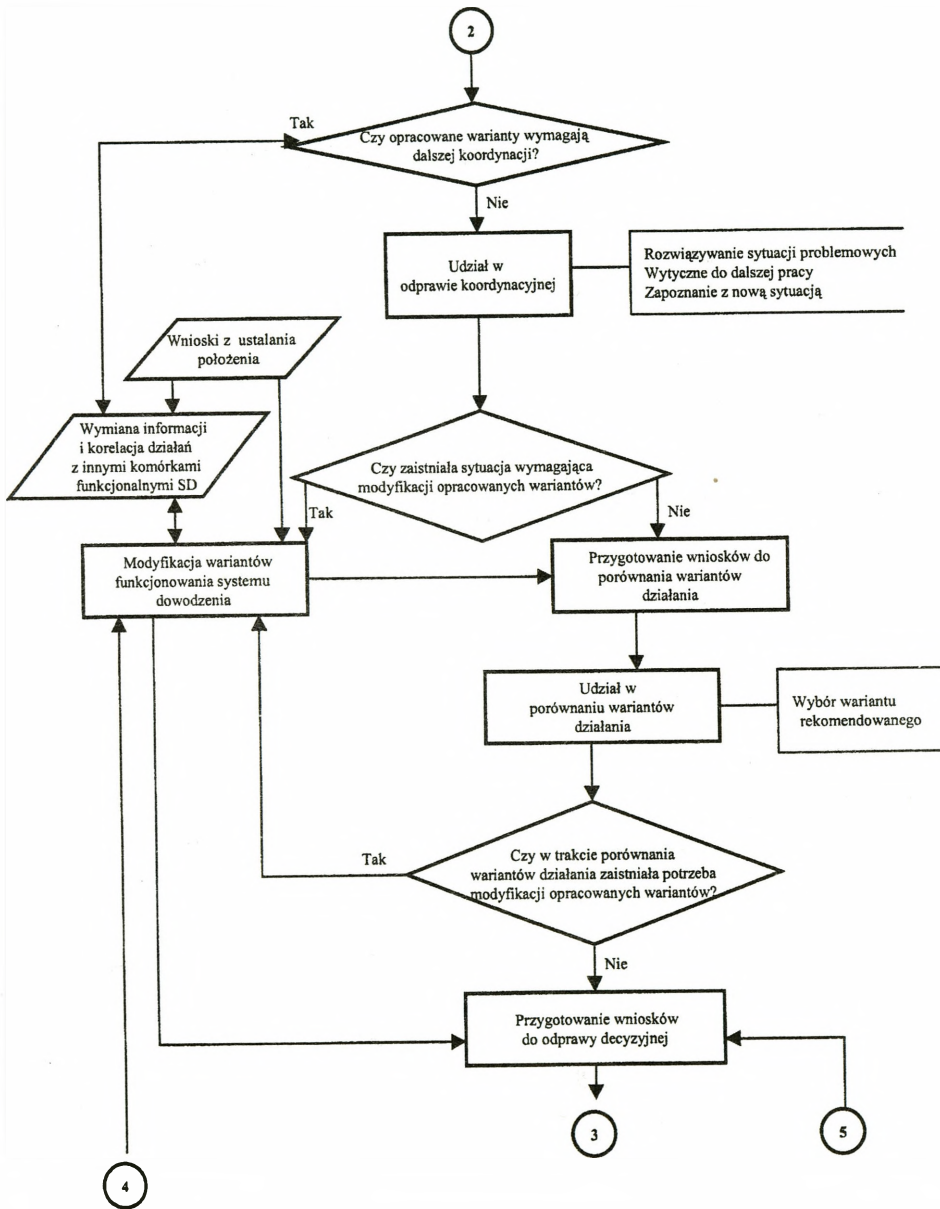 2
Tak
Czy opracowane warianty wymagają
dalszej koordynacji?
Nie
Udział w
odprawie koordynacyjnej
Rozwiązywanie sytuacji problemowych
Wytyczne do dalszej pracy
Zapoznanie z nową sytuacją
Wnioski z ustalania
położenia
Wymiana informacji
i korelacja działań
z innymi komórkami
funkcjonalnymi SD
Czy zaistniała sytuacja wymagająca
modyfikacji opracowanych wariantów?
Tak
Nie
Modyfikacja wariantów
funkcjonowania systemu
dowodzenia
Przygotowanie wniosków do
porównania wariantów
działania
Udział w
porównaniu wariantów
działania
Wybór wariantu
rekomendowanego
Tak
Czy w trakcie porównania
wariantów działania zaistniała potrzeba
modyfikacji opracowanych wariantów?
Nie
Przygotowanie wniosków
do odprawy decyzyjnej
3
5
4